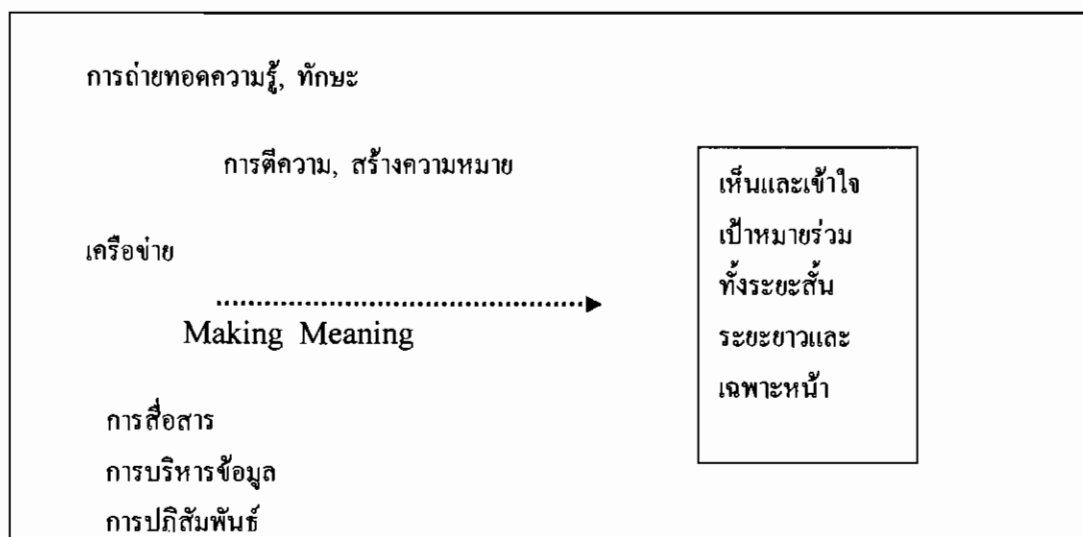 การถ่ายทอดความรู้, ทักษะ
การตีความ, สร้างความหมาย
เครือข่าย
Making Meaning
การสื่อสาร
การบริหารข้อมูล
การปฏิสัมพันธ์
เห็นและเข้าใจ
เป้าหมายร่วม
ทั้งระยะสั้น
ระยะยาวและ
เฉพาะหน้า